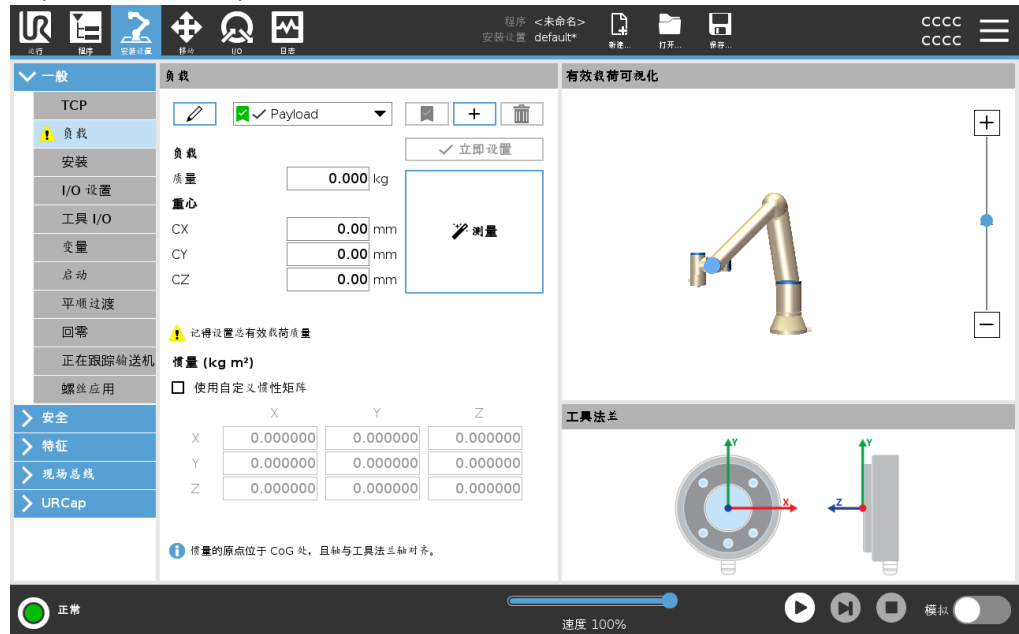 UR
运行 程序 安装设置 移动 I/O 日志
程序 <未命名>
安装设置 default*
新建... 打开... 保存...
CCCC
CCCC
一般
TCP
负载
安装
I/O 设置
工具 I/O
变量
启动
平顺过渡
回零
正在跟踪输送机
螺丝应用
安全
特征
现场总线
URCap
负载
Payload
立即设置
负载
质量 0.000 kg
重心
CX 0.00 mm
CY 0.00 mm
CZ 0.00 mm
测量
记得设置总有效载荷质量
惯量 (kg m²)
使用自定义惯性矩阵
X Y Z
X 0.000000 0.000000 0.000000
Y 0.000000 0.000000 0.000000
Z 0.000000 0.000000 0.000000
惯量的原点位于 CoG 处，且轴与工具法兰轴对齐。
有效载荷可视化
工具法兰
Y
X
Y
Z
正常
速度 100%
模拟